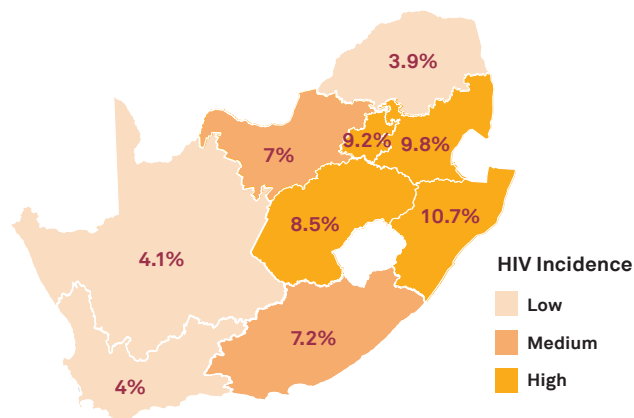 3.9%
9.2%
9.8%
7%
10.7%
8.5%
4.1%
HIV Incidence
Low
Medium
High
7.2%
4%